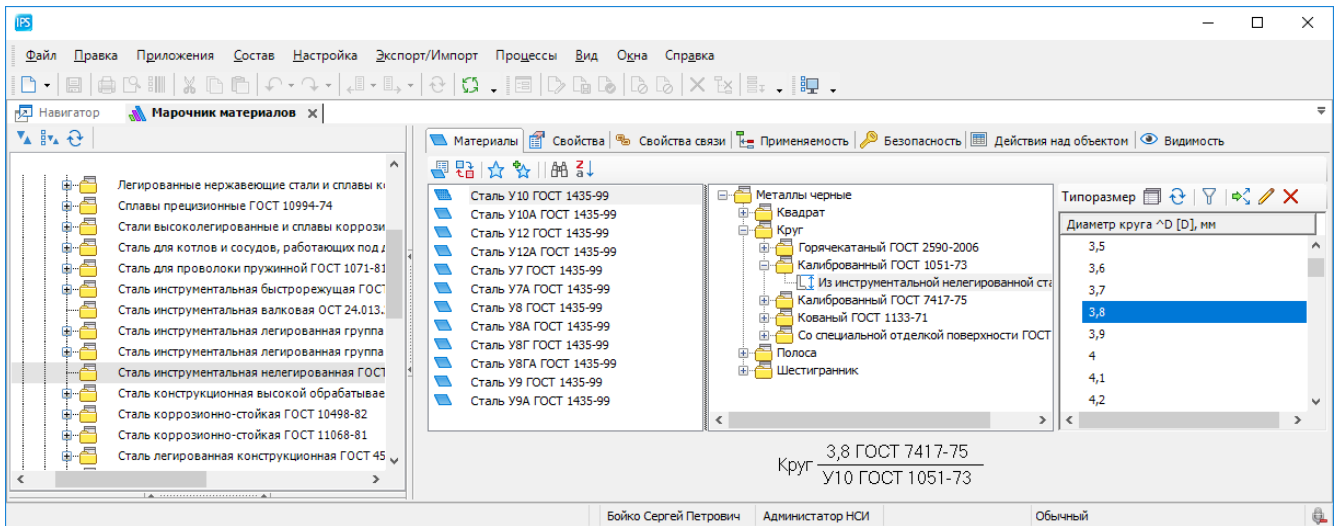 IPS
Файл Правка Приложения Состав Настройка Экспорт/Импорт Процессы Вид Окна Справка
Навигатор Марочник материалов
Легированные нержавеющие стали и сплавы к
Сплавы прецизионные ГОСТ 10994-74
Стали высоколегированные и сплавы коррози
Сталь для котлов и сосудов, работающих под
Сталь для проволоки пружинной ГОСТ 1071-81
Сталь инструментальная быстрорежущая ГОС
Сталь инструментальная валковая ОСТ 24.013.
Сталь инструментальная легированная группа
Сталь инструментальная легированная группа
Сталь инструментальная нелегированная ГОСТ
Сталь конструкционная высокой обрабатывае
Сталь коррозионно-стойкая ГОСТ 10498-82
Сталь коррозионно-стойкая ГОСТ 11068-81
Сталь легированная конструкционная ГОСТ 45
Материалы Свойства Свойства связи Применяемость Безопасность Действия над объектом Видимость
Сталь У10 ГОСТ 1435-99
Сталь У10А ГОСТ 1435-99
Сталь У12 ГОСТ 1435-99
Сталь У12А ГОСТ 1435-99
Сталь У7 ГОСТ 1435-99
Сталь У7А ГОСТ 1435-99
Сталь У8 ГОСТ 1435-99
Сталь У8А ГОСТ 1435-99
Сталь У8Г ГОСТ 1435-99
Сталь У8ГА ГОСТ 1435-99
Сталь У9 ГОСТ 1435-99
Сталь У9А ГОСТ 1435-99
Металлы черные
Квадрат
Круг
Горячекатаный ГОСТ 2590-2006
Калиброванный ГОСТ 1051-73
Из инструментальной нелегированной ста
Калиброванный ГОСТ 7417-75
Кованый ГОСТ 1133-71
Со специальной отделкой поверхности ГОСТ
Полоса
Шестигранник
Типоразмер
Диаметр круга ^D [D], мм
3,5
3,6
3,7
3,8
3,9
4
4,1
4,2
3,8 ГОСТ 7417-75
Круг
У10 ГОСТ 1051-73
Бойко Сергей Петрович Администатор НСИ Обычный